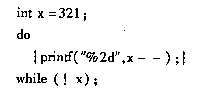 int x =321;
do
{printf("%2d",x－－);}
while (! x);